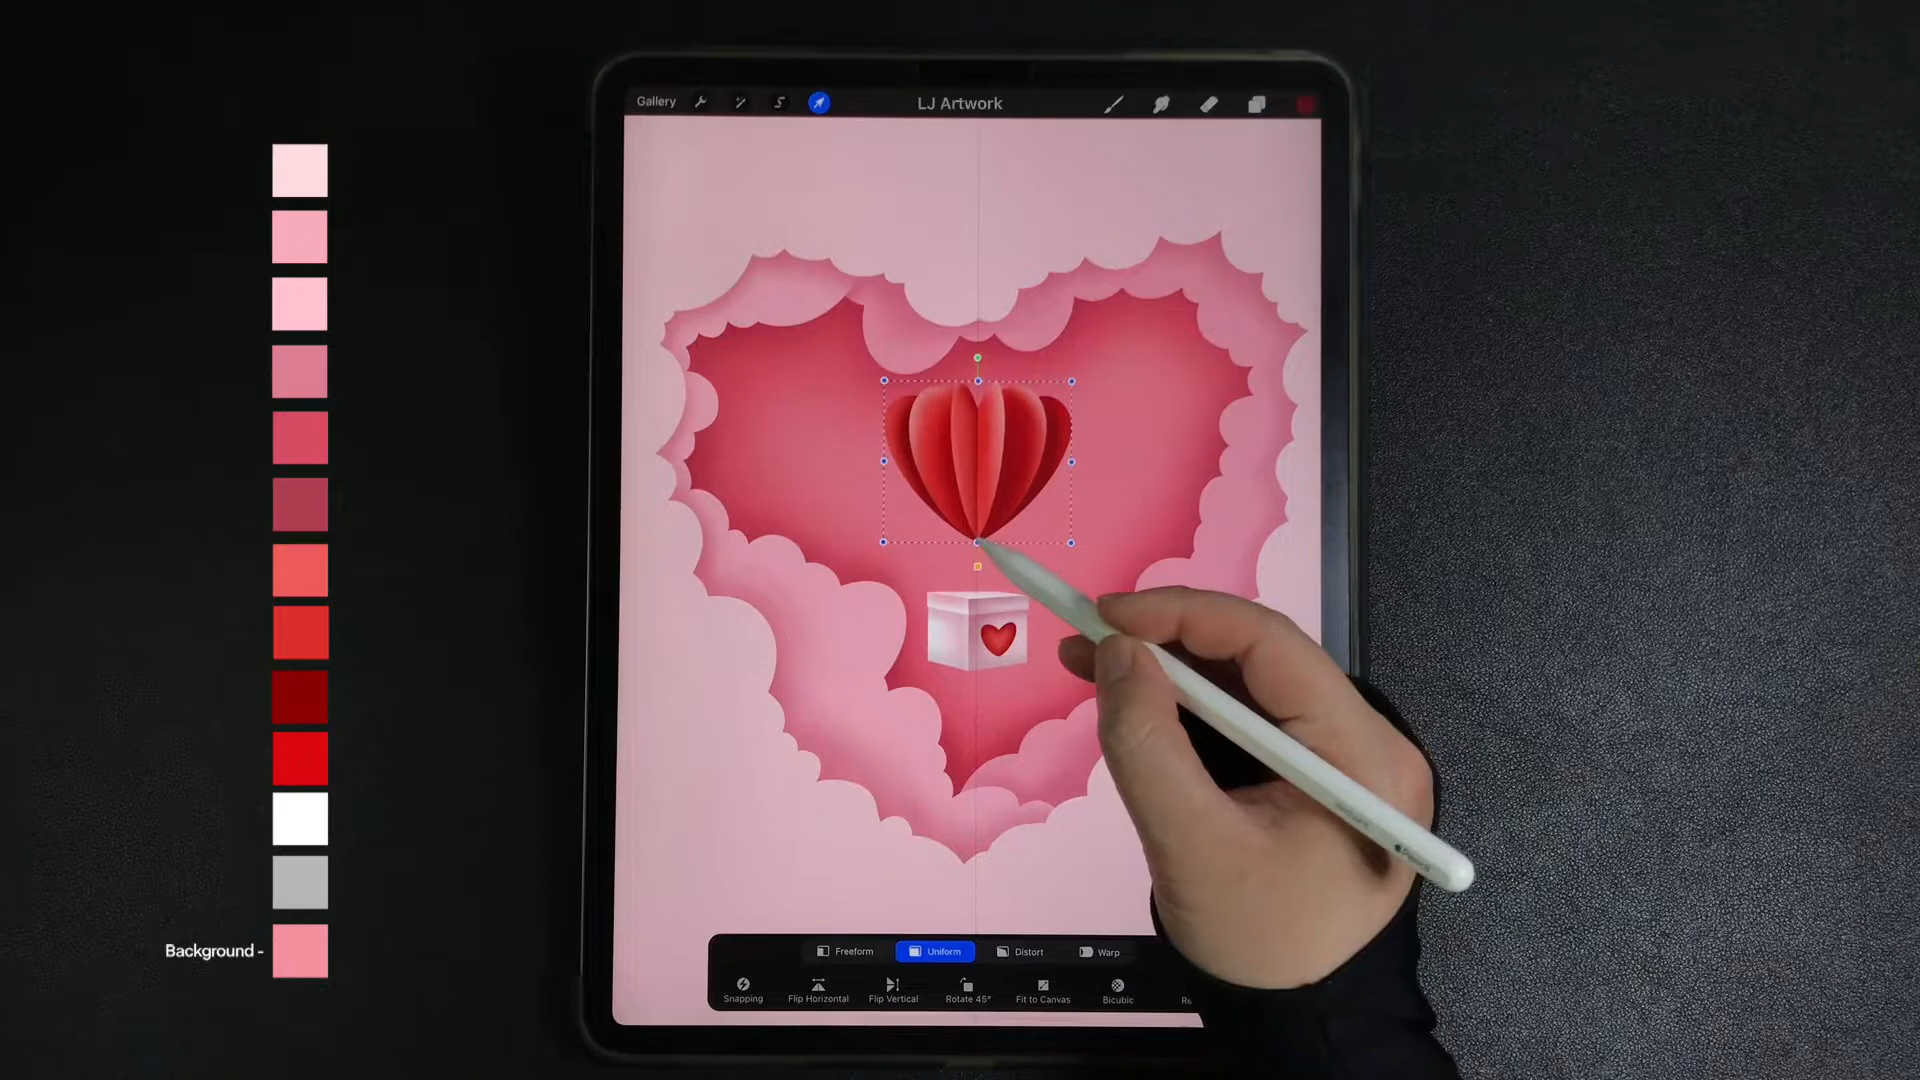 Gallery
LJ Artwork
Background -
Freeform Uniform Distort Warp
Snapping Flip Horizontal Flip Vertical Rotate 45° Fit to Canvas Bicubic